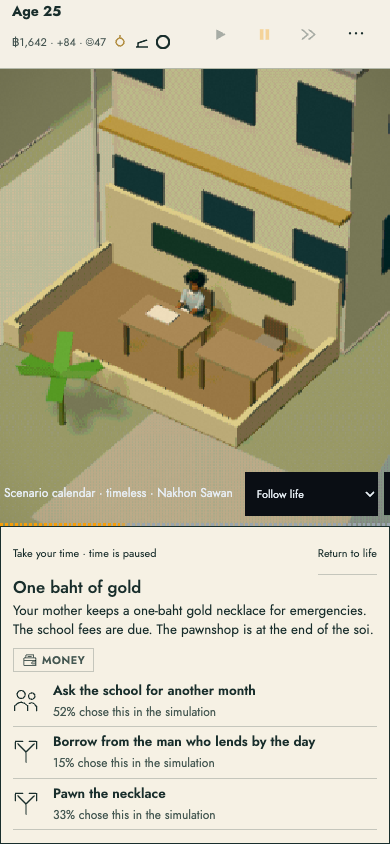 Age 25
฿1,642 · +84 · ☺47
Scenario calendar · timeless · Nakhon Sawan
Follow life
Take your time · time is paused
Return to life
One baht of gold
Your mother keeps a one-baht gold necklace for emergencies.
The school fees are due. The pawnshop is at the end of the soi.
MONEY
Ask the school for another month
52% chose this in the simulation
Borrow from the man who lends by the day
15% chose this in the simulation
Pawn the necklace
33% chose this in the simulation